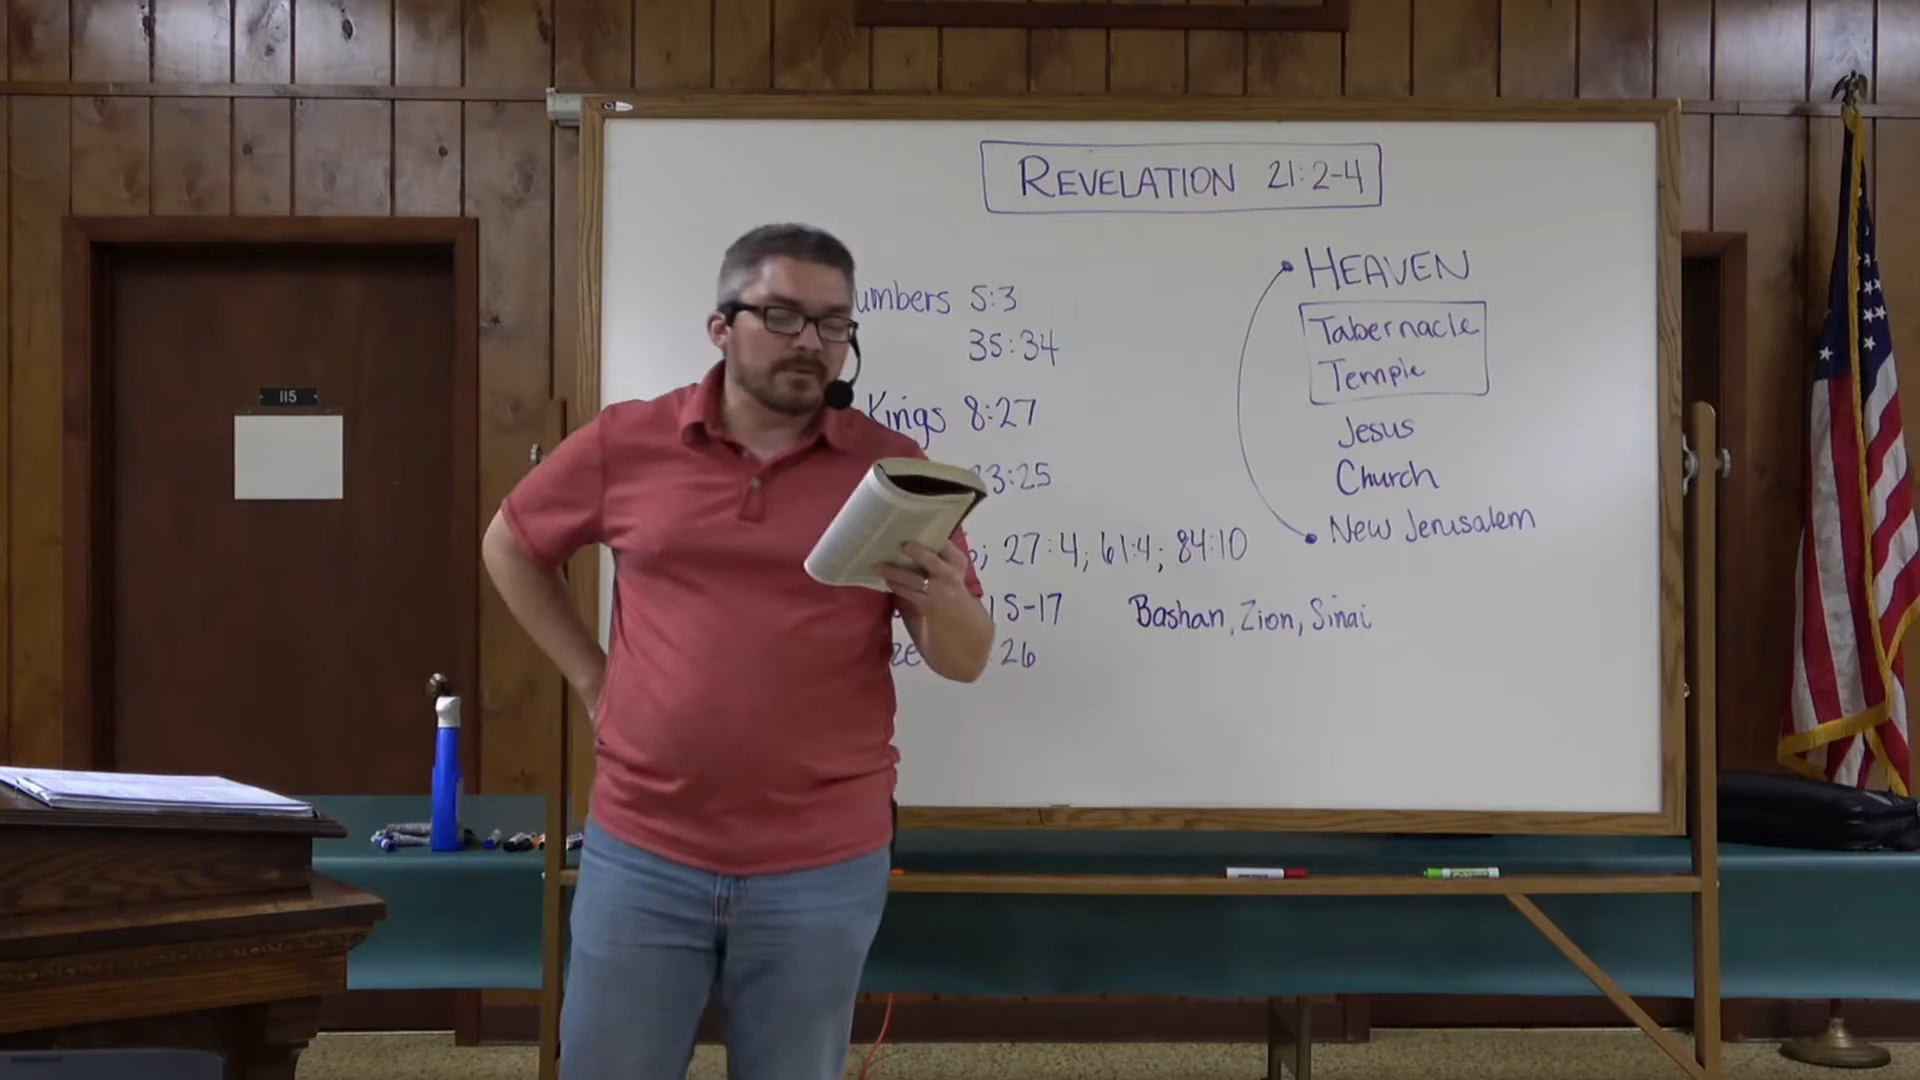 REVELATION 21:2-4
umbers 5:3
35:34
Kings 8:27
3:25
; 27:4; 61:4; 84:10
15-17
26
HEAVEN
Tabernacle
Temple
Jesus
Church
New Jerusalem
Bashan, Zion, Sinai
115